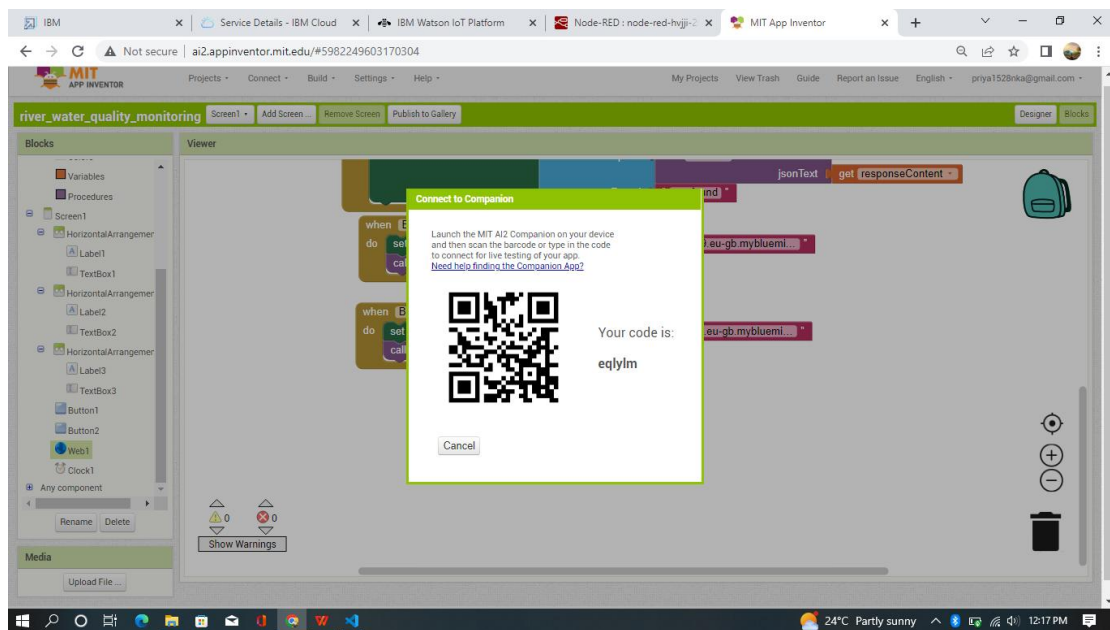 IBM
Service Details - IBM Cloud
IBM Watson IoT Platform
Node-RED : node-red-hvjji-2
MIT App Inventor
Not secure
ai2.appinventor.mit.edu/#5982249603170304
MIT
APP INVENTOR
Projects
Connect
Build
Settings
Help
My Projects
View Trash
Guide
Report an Issue
English
priya1528nka@gmail.com
river_water_quality_monito
Screen1
Add Screen ...
Remove Screen
Publish to Gallery
Designer
Blocks
Blocks
Viewer
Variables
Procedures
Screen1
HorizontalArrangemer
Label1
TextBox1
HorizontalArrangemer
Label2
TextBox2
HorizontalArrangemer
Label3
TextBox3
Button1
Button2
Web1
Clock1
Any component
Rename
Delete
Media
Upload File ...
jsonText
get responseContent
when B
do set
cal
.eu-gb.mybluemi...
when B
do set
call
.eu-gb.mybluemi...
Connect to Companion
Launch the MIT AI2 Companion on your device
and then scan the barcode or type in the code
to connect for live testing of your app.
Need help finding the Companion App?
Your code is:
eqlylm
Cancel
0
0
Show Warnings
24°C Partly sunny
12:17 PM